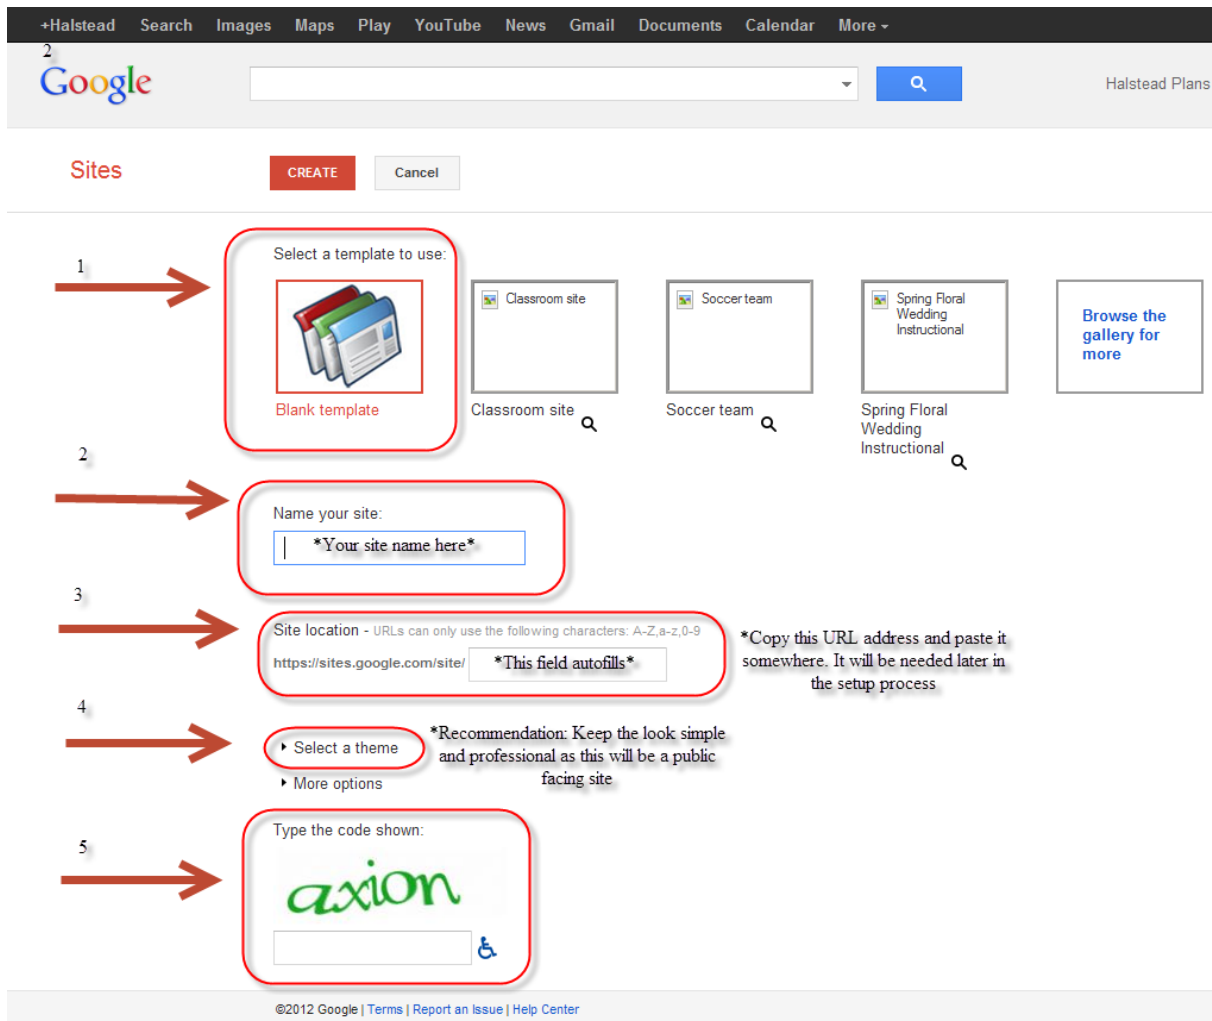 +Halstead Search Images Maps Play YouTube News Gmail Documents Calendar More
2
Google
Halstead Plans
Sites
CREATE Cancel
1
Select a template to use:
Classroom site
Soccer team
Spring Floral
Wedding
Instructional
Browse the
gallery for
more
Blank template
Classroom site
Soccer team
Spring Floral
Wedding
Instructional
2
Name your site:
*Your site name here*
3
Site location - URLs can only use the following characters: A-Z,a-z,0-9
https://sites.google.com/site/ *This field autofills*
*Copy this URL address and paste it
somewhere. It will be needed later in
the setup process
4
Select a theme
*Recommendation: Keep the look simple
and professional as this will be a public
facing site
More options
5
Type the code shown:
axion
©2012 Google | Terms | Report an Issue | Help Center